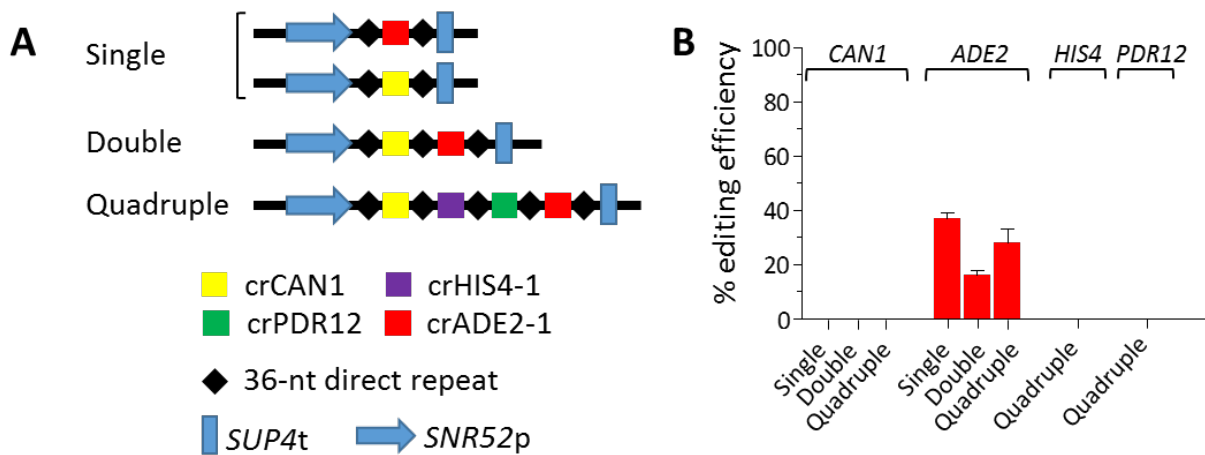 A
Single
Double
Quadruple
crCAN1
crHIS4-1
crPDR12
crADE2-1
36-nt direct repeat
SUP4t
SNR52p
B
% editing efficiency
100
80
60
40
20
0
CAN1
ADE2
HIS4
PDR12
Single
Double
Quadruple
Single
Double
Quadruple
Quadruple
Quadruple